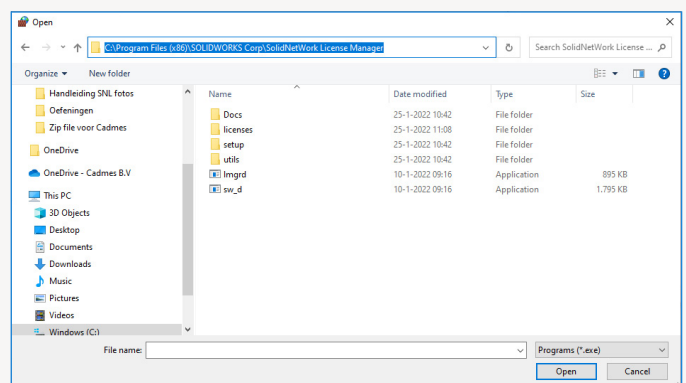 Open
C:\Program Files (x86)\SOLIDWORKS Corp\SolidNetWork License Manager
Search SolidNetWork License ...
Organize
New folder
Handleiding SNL fotos
Oefeningen
Zip file voor Cadmes
OneDrive
OneDrive - Cadmes B.V
This PC
3D Objects
Desktop
Documents
Downloads
Music
Pictures
Videos
Windows (C:)
Name Date modified Type Size
Docs 25-1-2022 10:42 File folder
licenses 25-1-2022 11:08 File folder
setup 25-1-2022 10:42 File folder
utils 25-1-2022 10:42 File folder
lmgrd 10-1-2022 09:16 Application 895 KB
sw_d 10-1-2022 09:16 Application 1.795 KB
File name:
Programs (*.exe)
Open Cancel